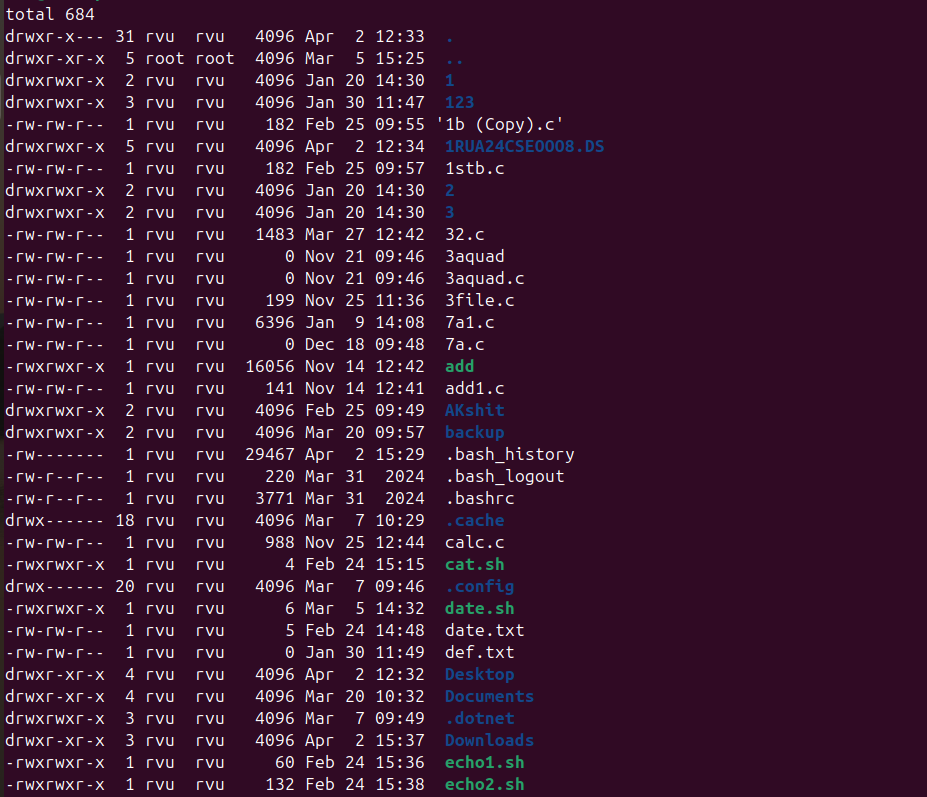 total 684
drwxr-x--- 31 rvu  rvu   4096 Apr  2 12:33  .
drwxr-xr-x  5 root root  4096 Mar  5 15:25  ..
drwxrwxr-x  2 rvu  rvu   4096 Jan 20 14:30  1
drwxrwxr-x  3 rvu  rvu   4096 Jan 30 11:47  123
-rw-rw-r--  1 rvu  rvu    182 Feb 25 09:55 '1b (Copy).c'
drwxrwxr-x  5 rvu  rvu   4096 Apr  2 12:34  1RUA24CSEOOO8.DS
-rw-rw-r--  1 rvu  rvu    182 Feb 25 09:57  1stb.c
drwxrwxr-x  2 rvu  rvu   4096 Jan 20 14:30  2
drwxrwxr-x  2 rvu  rvu   4096 Jan 20 14:30  3
-rw-rw-r--  1 rvu  rvu   1483 Mar 27 12:42  32.c
-rw-rw-r--  1 rvu  rvu      0 Nov 21 09:46  3aquad
-rw-rw-r--  1 rvu  rvu      0 Nov 21 09:46  3aquad.c
-rw-rw-r--  1 rvu  rvu    199 Nov 25 11:36  3file.c
-rw-rw-r--  1 rvu  rvu   6396 Jan  9 14:08  7a1.c
-rw-rw-r--  1 rvu  rvu      0 Dec 18 09:48  7a.c
-rwxrwxr-x  1 rvu  rvu  16056 Nov 14 12:42  add
-rw-rw-r--  1 rvu  rvu    141 Nov 14 12:41  add1.c
drwxrwxr-x  2 rvu  rvu   4096 Feb 25 09:49  AKshit
drwxrwxr-x  2 rvu  rvu   4096 Mar 20 09:57  backup
-rw-------  1 rvu  rvu  29467 Apr  2 15:29  .bash_history
-rw-r--r--  1 rvu  rvu    220 Mar 31  2024  .bash_logout
-rw-r--r--  1 rvu  rvu   3771 Mar 31  2024  .bashrc
drwx------ 18 rvu  rvu   4096 Mar  7 10:29  .cache
-rw-rw-r--  1 rvu  rvu    988 Nov 25 12:44  calc.c
-rwxrwxr-x  1 rvu  rvu      4 Feb 24 15:15  cat.sh
drwx------ 20 rvu  rvu   4096 Mar  7 09:46  .config
-rwxrwxr-x  1 rvu  rvu      6 Mar  5 14:32  date.sh
-rw-rw-r--  1 rvu  rvu      5 Feb 24 14:48  date.txt
-rw-rw-r--  1 rvu  rvu      0 Jan 30 11:49  def.txt
drwxr-xr-x  4 rvu  rvu   4096 Apr  2 12:32  Desktop
drwxr-xr-x  4 rvu  rvu   4096 Mar 20 10:32  Documents
drwxrwxr-x  3 rvu  rvu   4096 Mar  7 09:49  .dotnet
drwxr-xr-x  3 rvu  rvu   4096 Apr  2 15:37  Downloads
-rwxrwxr-x  1 rvu  rvu     60 Feb 24 15:36  echo1.sh
-rwxrwxr-x  1 rvu  rvu    132 Feb 24 15:38  echo2.sh